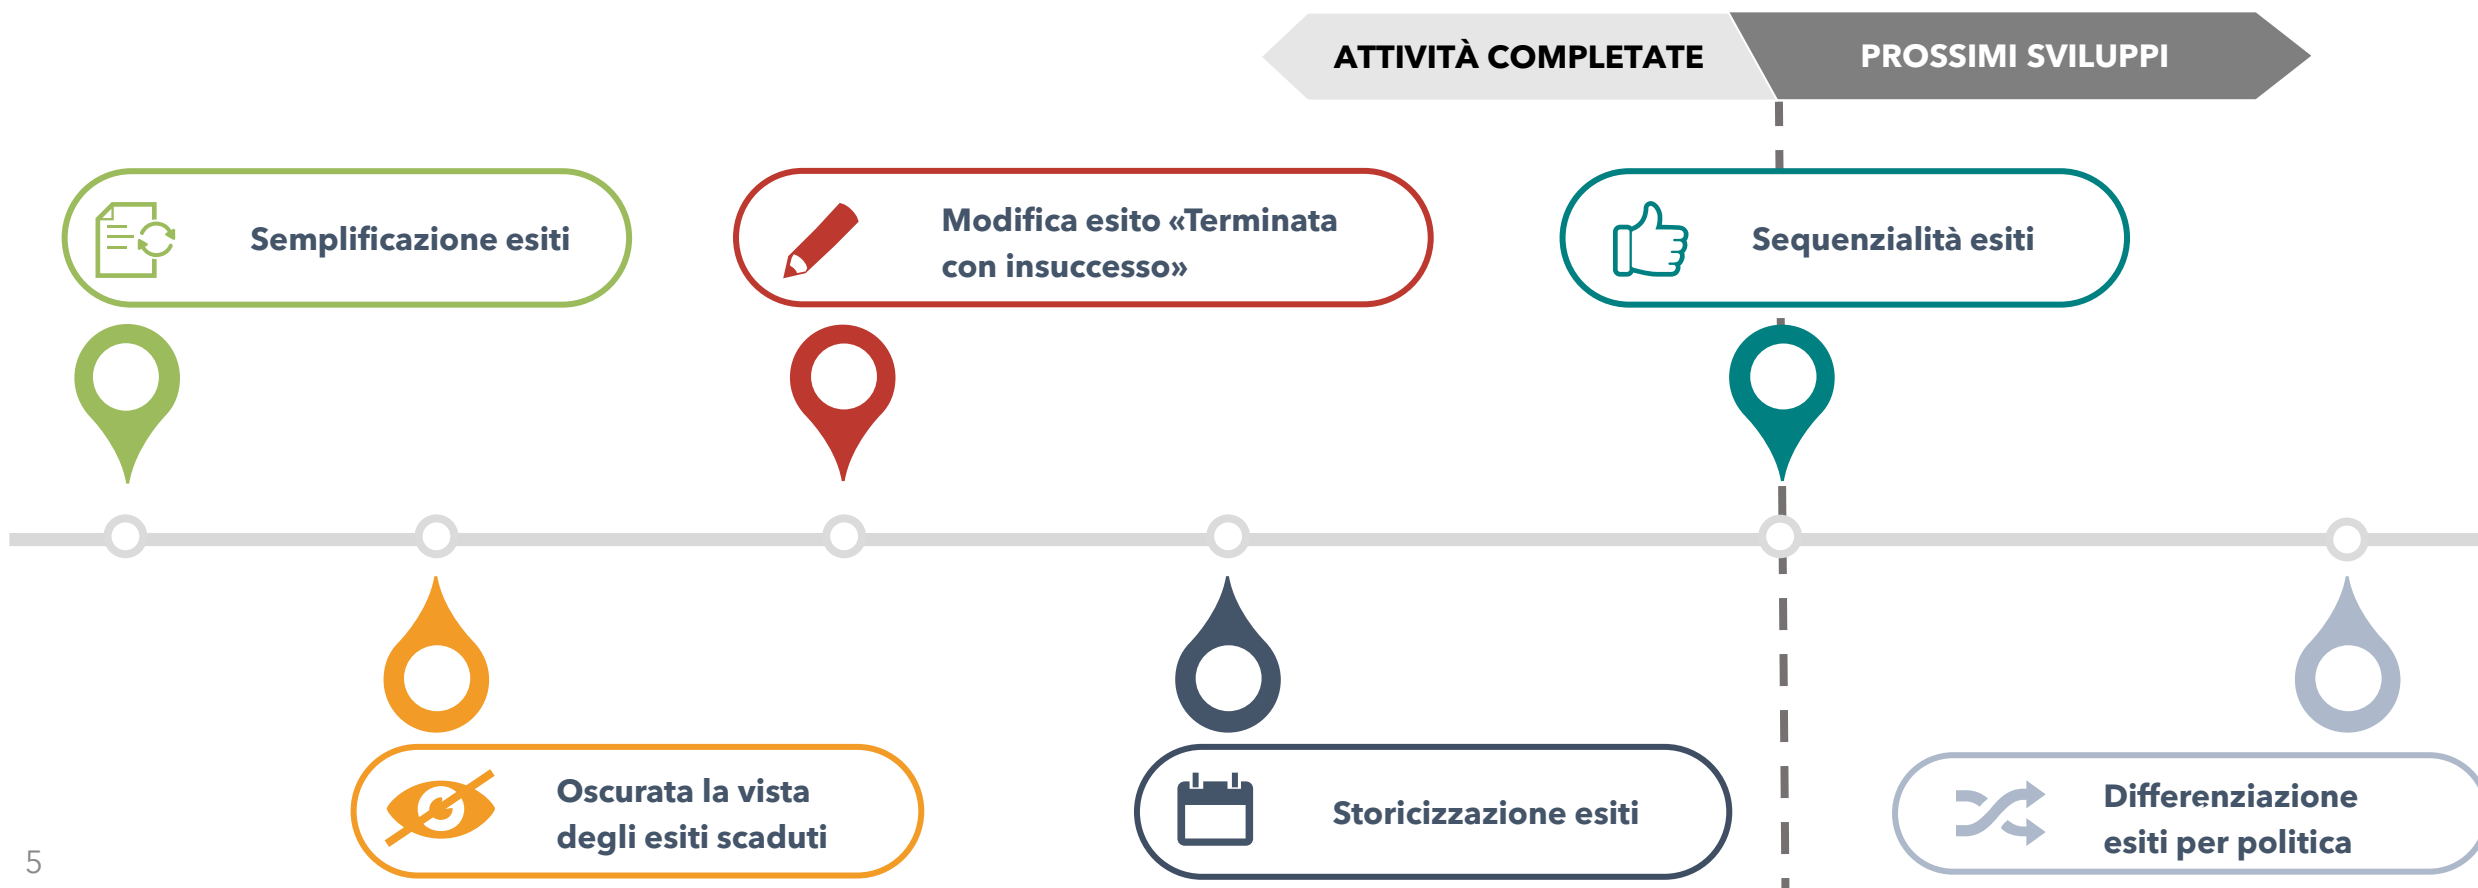 ATTIVITÀ COMPLETATE
PROSSIMI SVILUPPI
Semplificazione esiti
Modifica esito «Terminata
con insuccesso»
Sequenzialità esiti
Oscurata la vista
degli esiti scaduti
Storicizzazione esiti
Differenziazione
esiti per politica
5